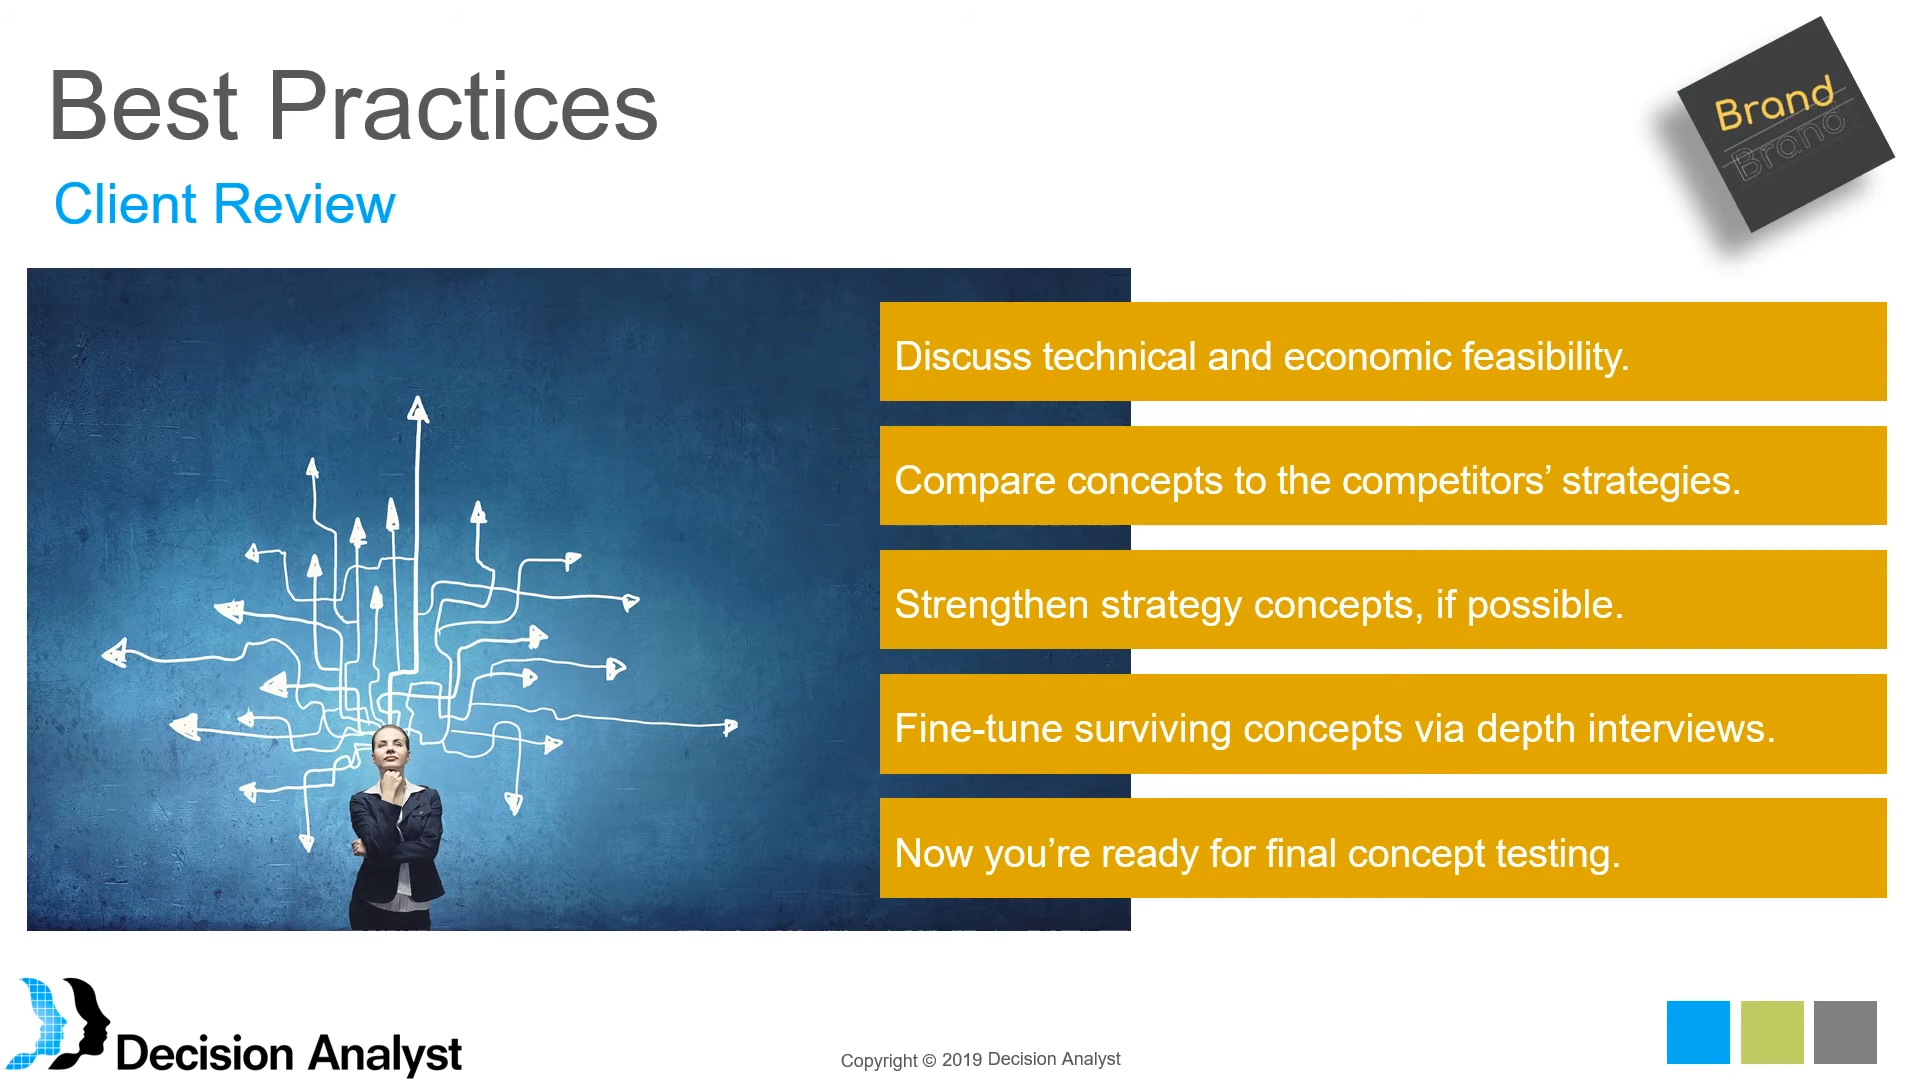 Best Practices
Client Review
Brand
Brand
Discuss technical and economic feasibility.
Compare concepts to the competitors’ strategies.
Strengthen strategy concepts, if possible.
Fine-tune surviving concepts via depth interviews.
Now you’re ready for final concept testing.
Decision Analyst
Copyright © 2019 Decision Analyst